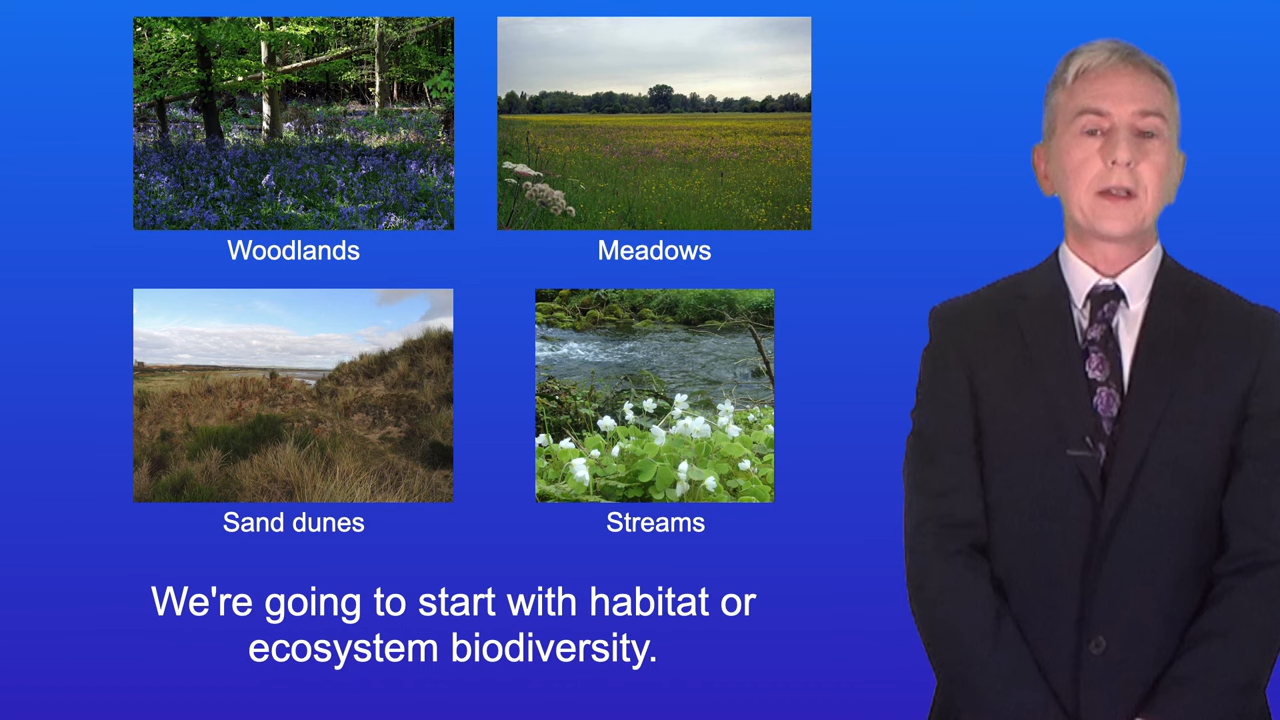 Woodlands
Meadows
Sand dunes
Streams
We're going to start with habitat or
ecosystem biodiversity.